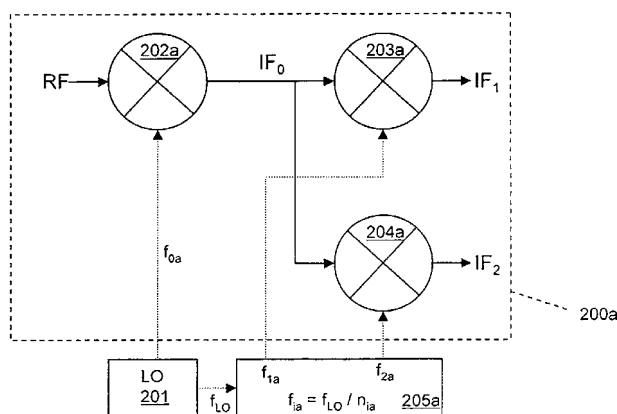 202a
203a
RF
IF0
IF1
204a
f0a
IF2
200a
LO
201
fLO
f1a
f2a
fia = fLO / nia
205a